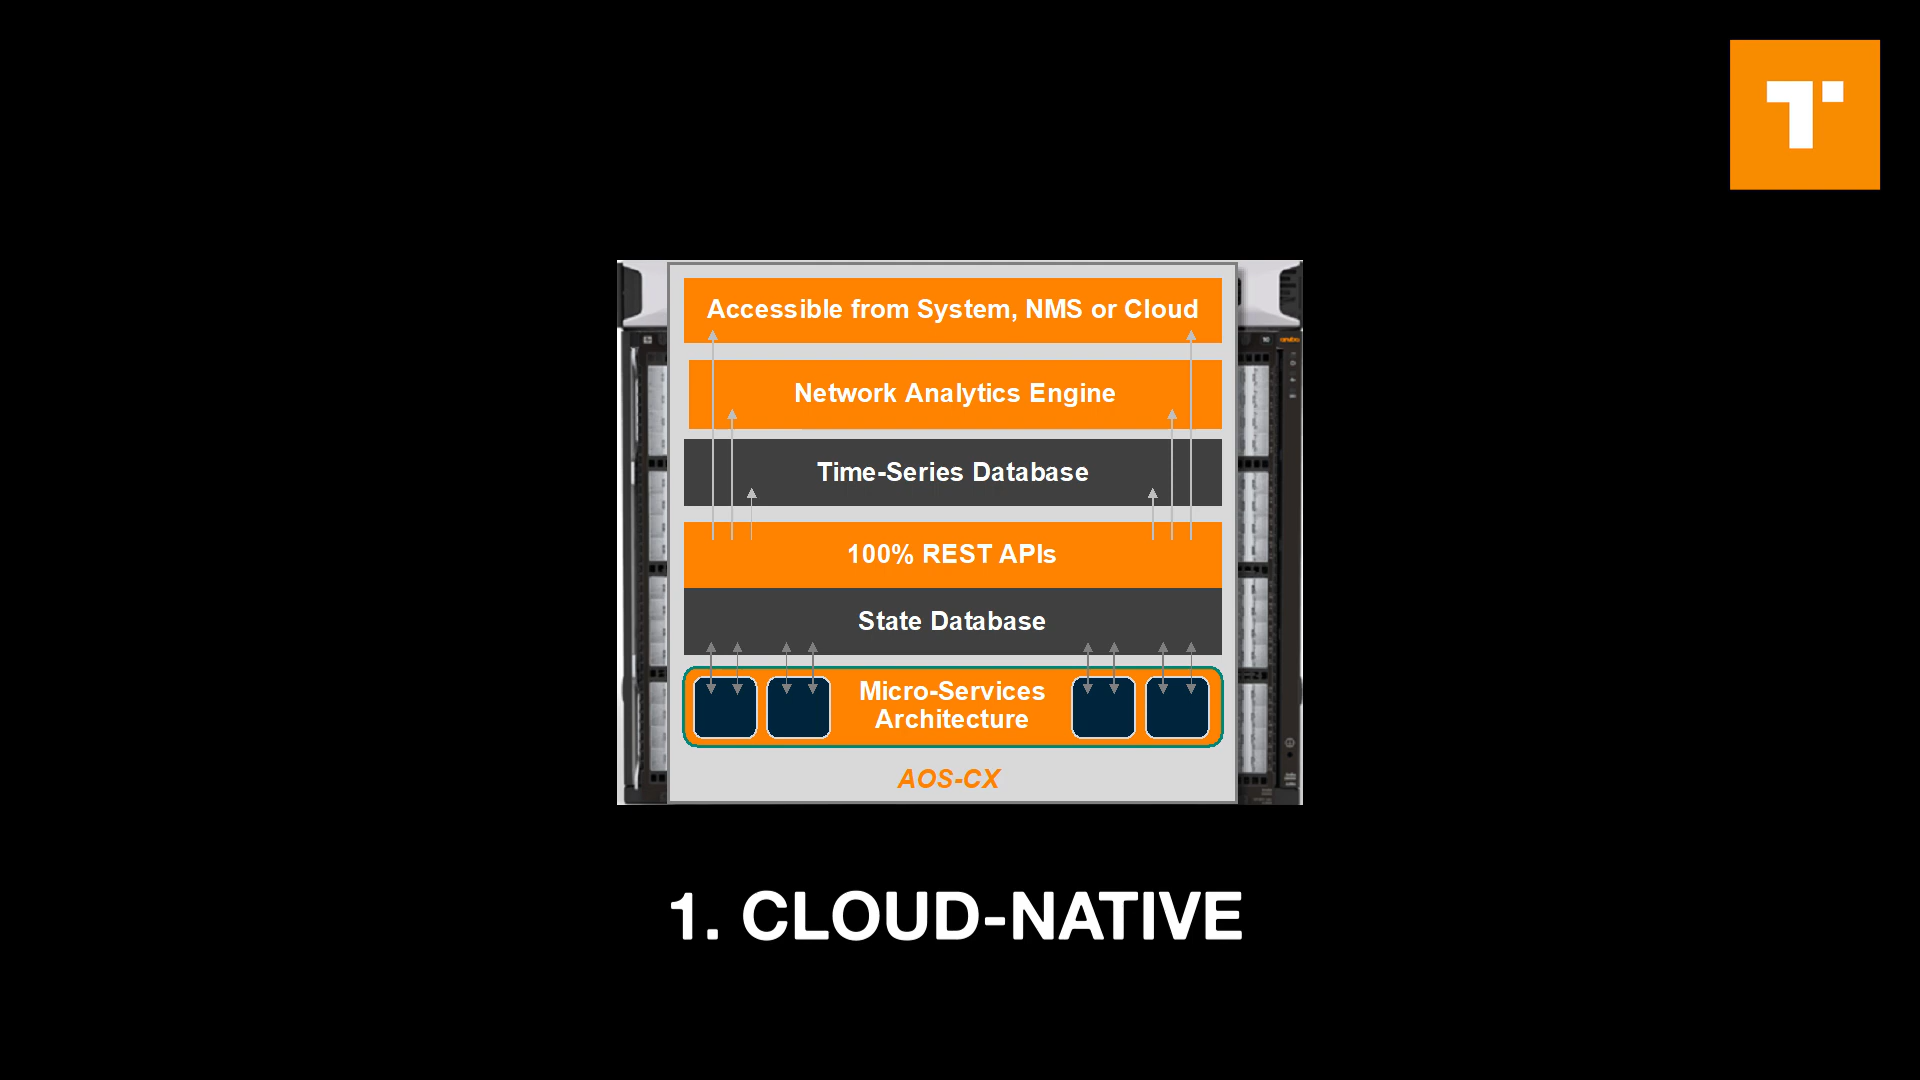 Accessible from System, NMS or Cloud
Network Analytics Engine
Time-Series Database
100% REST APIs
State Database
Micro-Services
Architecture
AOS-CX
1. CLOUD-NATIVE